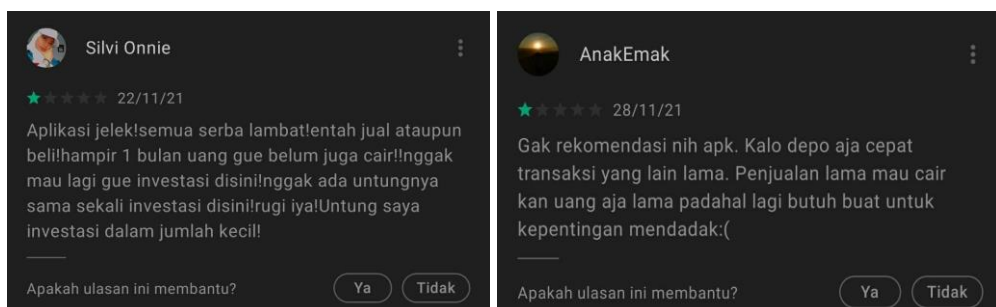 Silvi Onnie
22/11/21
Aplikasi jelek!semua serba lambat!entah jual ataupun
beli!hampir 1 bulan uang gue belum juga cair!!nggak
mau lagi gue investasi disini!nggak ada untungnya
sama sekali investasi disini!rugi iya!Untung saya
investasi dalam jumlah kecil!
Apakah ulasan ini membantu?
Ya
Tidak
AnakEmak
28/11/21
Gak rekomendasi nih apk. Kalo depo aja cepat
transaksi yang lain lama. Penjualan lama mau cair
kan uang aja lama padahal lagi butuh buat untuk
kepentingan mendadak:(
Apakah ulasan ini membantu?
Ya
Tidak